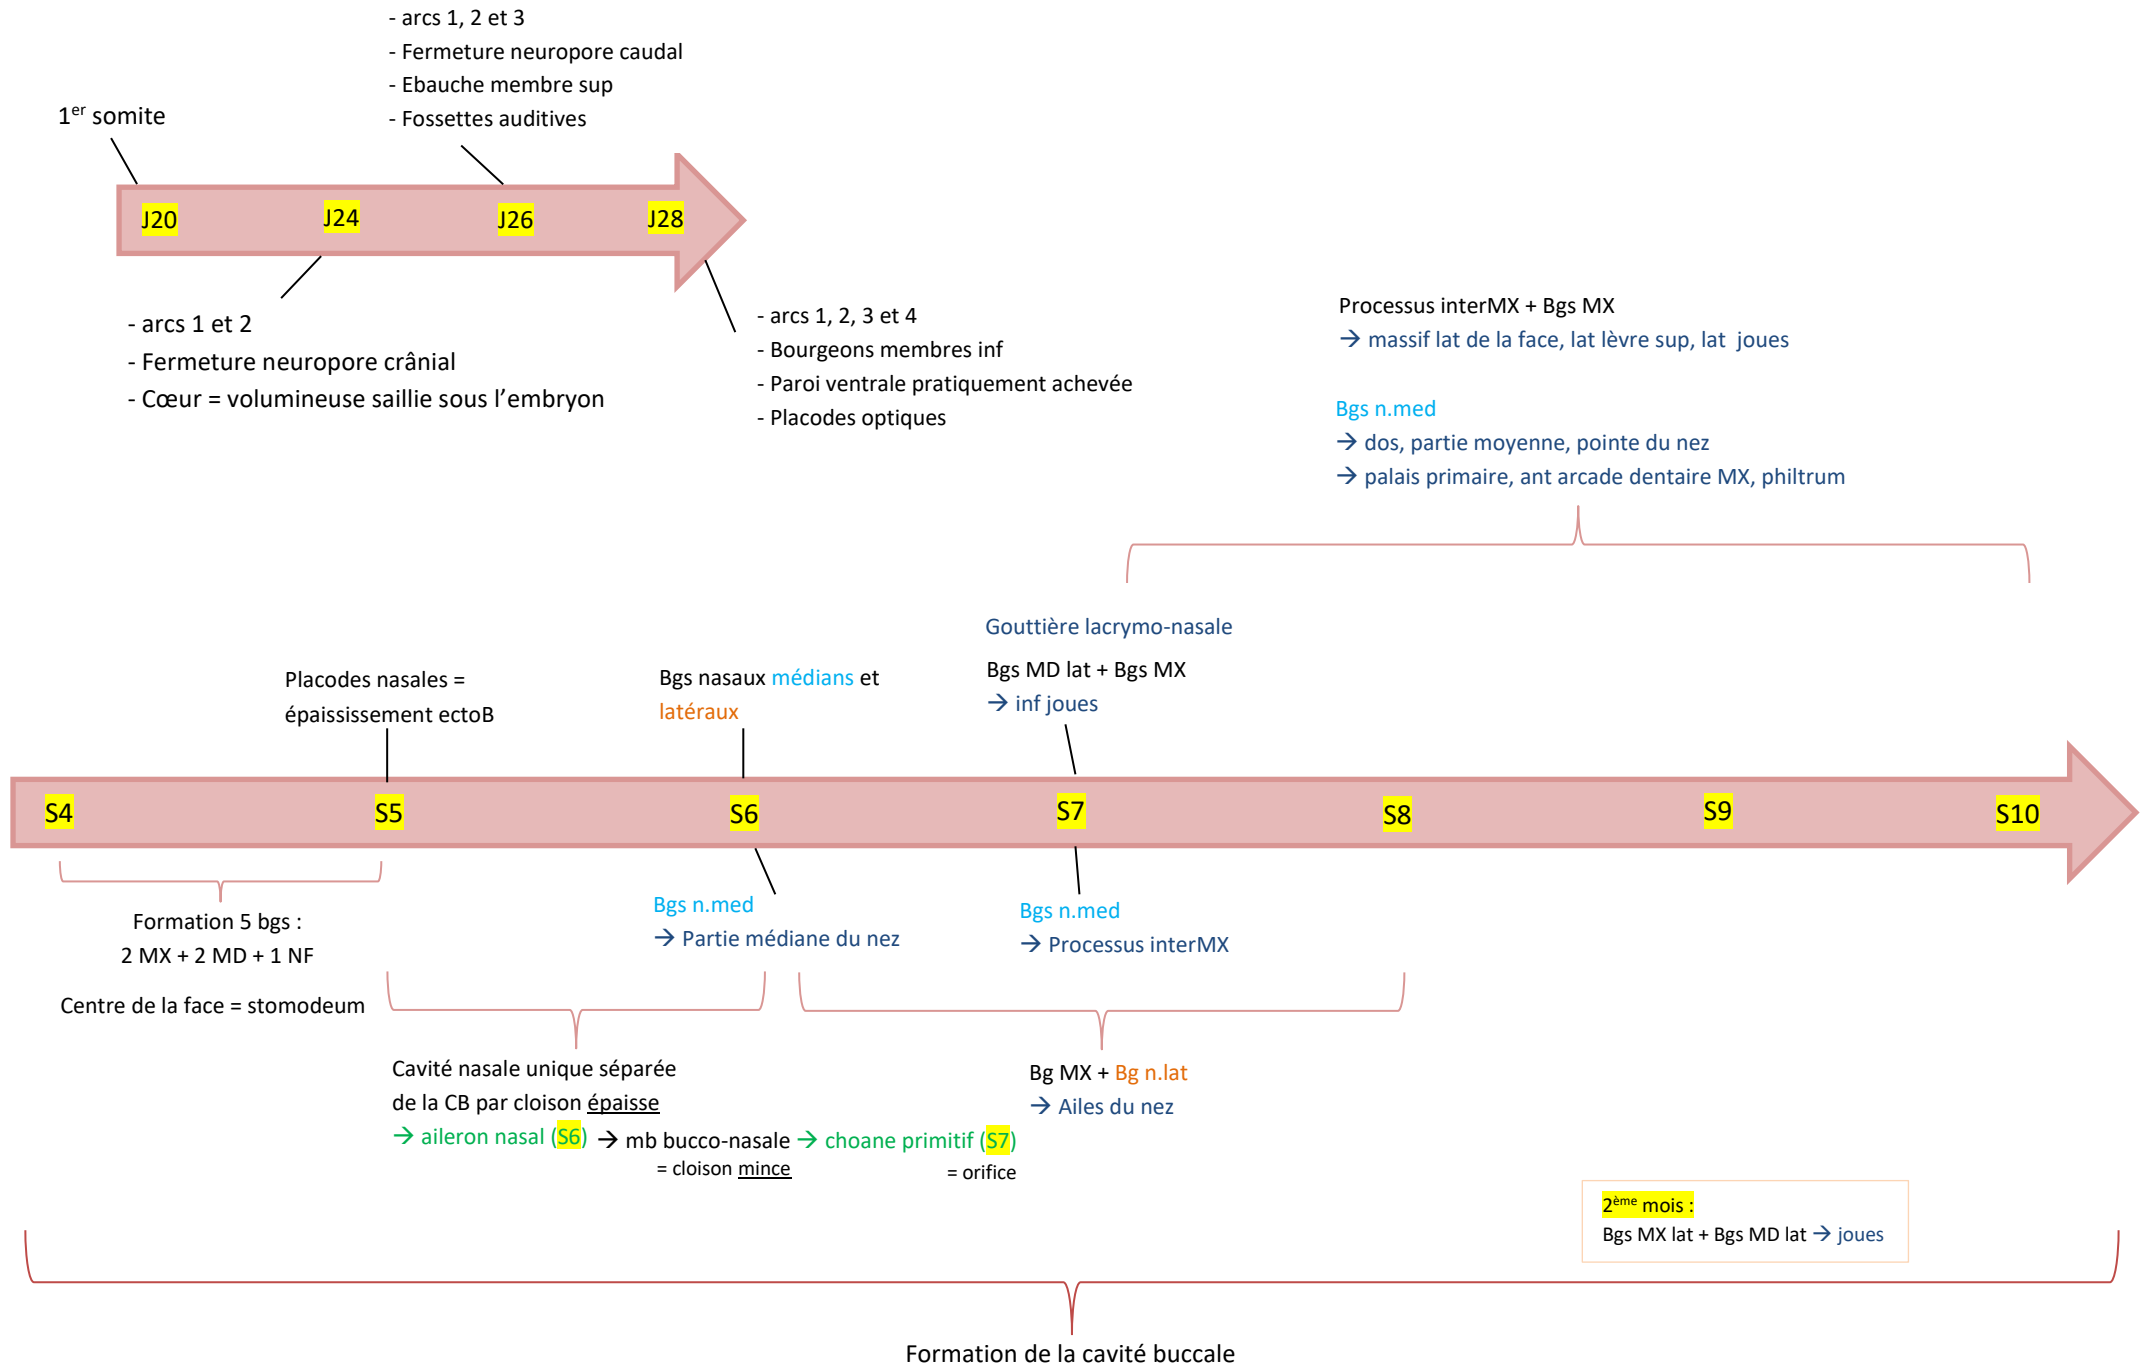 - arcs 1, 2 et 3
- Fermeture neuropore caudal
- Ebauche membre sup
- Fossettes auditives
1er somite
J20
J24
J26
J28
- arcs 1 et 2
- Fermeture neuropore crânial
- Cœur = volumineuse saillie sous l’embryon
- arcs 1, 2, 3 et 4
- Bourgeons membres inf
- Paroi ventrale pratiquement achevée
- Placodes optiques
Processus interMX + Bgs MX
→ massif lat de la face, lat lèvre sup, lat joues
Bgs n.med
→ dos, partie moyenne, pointe du nez
→ palais primaire, ant arcade dentaire MX, philtrum
Placodes nasales =
épaississement ectoB
Bgs nasaux médians et
latéraux
Gouttière lacrymo-nasale
Bgs MD lat + Bgs MX
→ inf joues
S4
S5
S6
S7
S8
S9
S10
Formation 5 bgs :
2 MX + 2 MD + 1 NF
Centre de la face = stomodeum
Bgs n.med
→ Partie médiane du nez
Bgs n.med
→ Processus interMX
Cavité nasale unique séparée
de la CB par cloison épaisse
→ aileron nasal (S6) → mb bucco-nasale → choane primitif (S7)
= cloison mince
= orifice
Bg MX + Bg n.lat
→ Ailes du nez
2ème mois :
Bgs MX lat + Bgs MD lat → joues
Formation de la cavité buccale